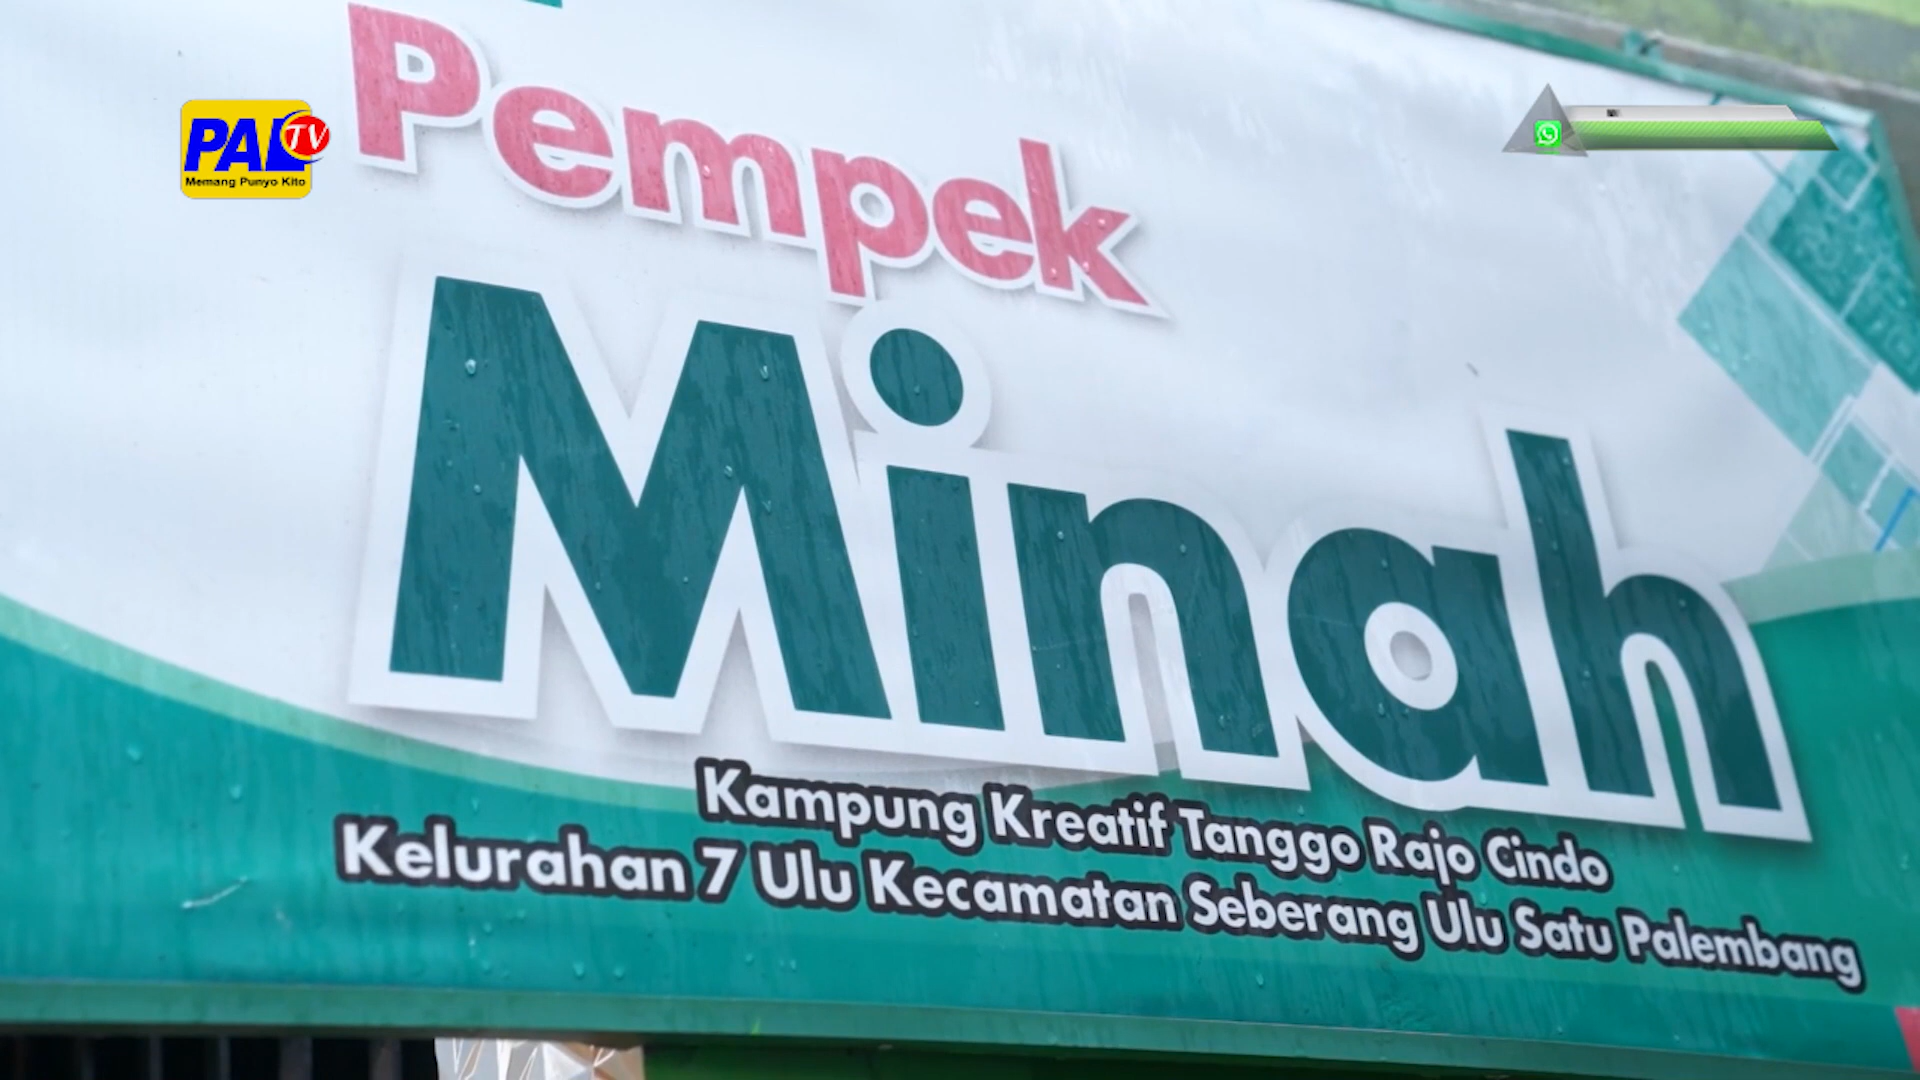 PAL TV
Memang Punyo Kito
Pempek
Minah
Kampung Kreatif Tanggo Rajo Cindo
Kelurahan 7 Ulu Kecamatan Seberang Ulu Satu Palembang